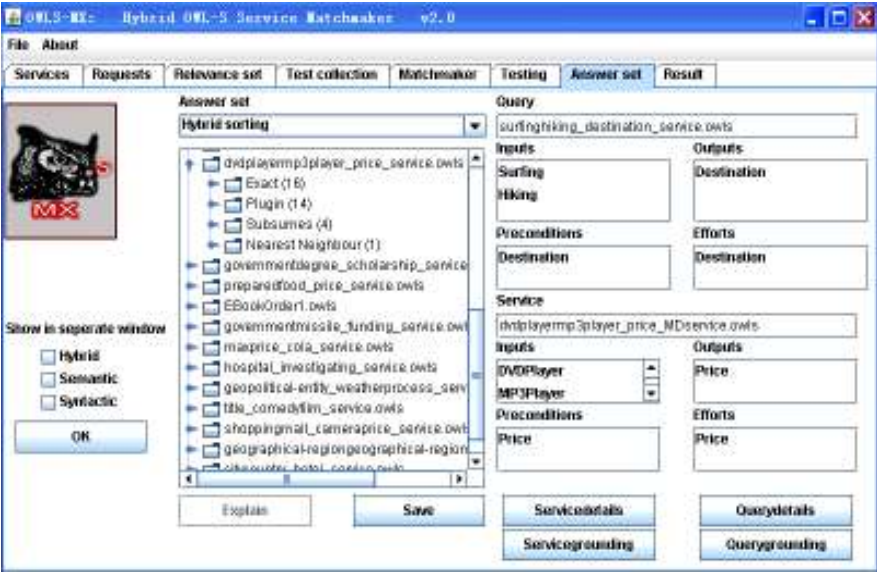 OWLS-MX: Hybrid OWL-S Service Matchmaker v2.0
File About
Services Requests Relevance set Test collection Matchmaker Testing Answer set Result
S
MX
Show in seperate window
Hybrid
Semantic
Syntactic
OK
Answer set
Hybrid sorting
dvdplayermp3player_price_service.owls
Exact (16)
Plugin (14)
Subsumes (4)
Nearest Neighbour (1)
governmentdegree_scholarship_service
preparedfood_price_service.owls
EBookOrder1.owls
governmentmissile_funding_service.owl
maxprice_cola_service.owls
hospital_investigating_service.owls
geopolitical-entity_weatherprocess_serv
title_comedyfilm_service.owls
shoppingmall_cameraprice_service.owls
geographical-regiongeographical-region
citycountry_hotel_service.owls
Explain
Save
Query
surfinghiking_destination_service.owls
Inputs Outputs
Surfing Destination
Hiking
Preconditions Efforts
Destination Destination
Service
dvdplayermp3player_price_MDservice.owls
Inputs Outputs
DVDPlayer Price
MP3Player
Preconditions Efforts
Price Price
Servicedetails Querydetails
Servicegrounding Querygrounding